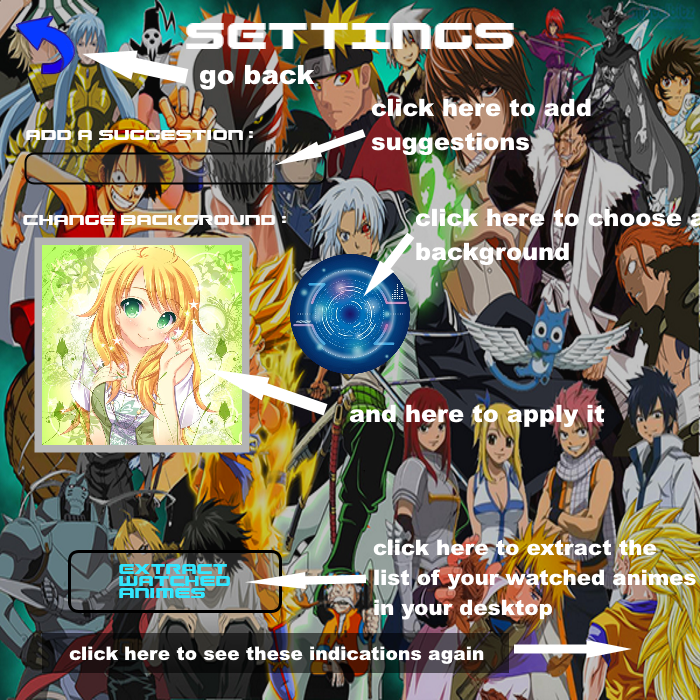 SETTINGS
go back
click here to add
suggestions
ADD A SUGGESTION :
click here to choose a
background
CHANGE BACKGROUND :
and here to apply it
click here to extract the
list of your watched animes
in your desktop
EXTRACT
WATCHED
ANIMES
click here to see these indications again